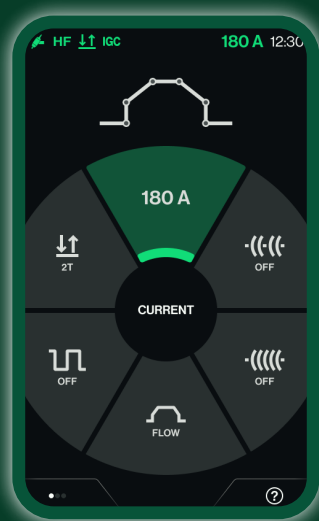 HF IGC 180 A 12:30
180 A
2T
OFF
CURRENT
OFF
OFF
FLOW
?